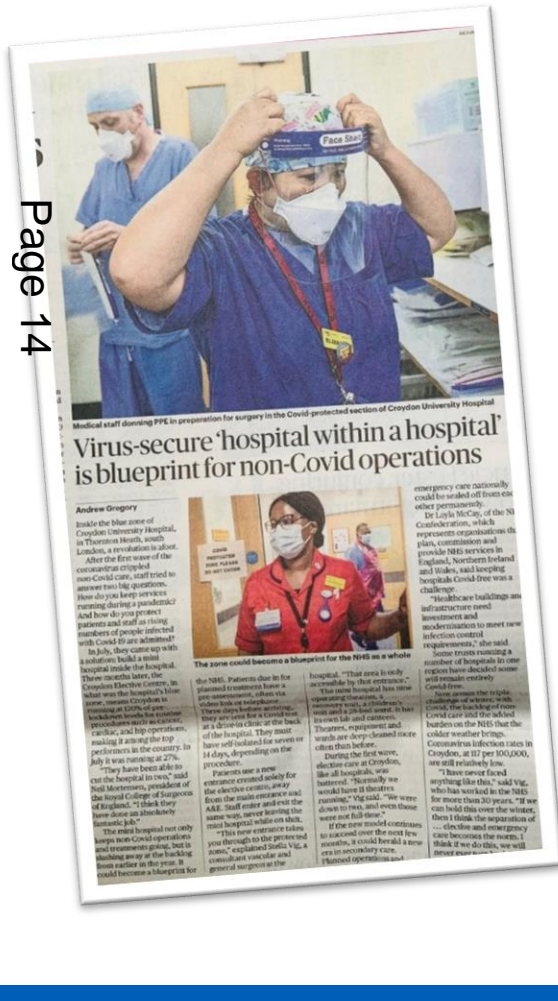 Page 14
Face Shield
Medical staff donning PPE in preparation for surgery in the Covid-protected section of Croydon University Hospital
Virus-secure ‘hospital within a hospital’
is blueprint for non-Covid operations
Andrew Gregory
Inside the blue zone of
Croydon University Hospital,
in Thornton Heath, south
London, a revolution is afoot.
After the first wave of the
coronavirus crippled
non-Covid care, staff tried to
answer two big questions.
How do you keep services
running during a pandemic?
And how do you protect
patients and staff as rising
numbers of people infected
with Covid-19 are admitted?
In July, they came up with
a solution: build a mini
hospital inside the hospital.
Three months later, the
Croydon Elective Centre, in
what was the hospital's blue
zone, means Croydon is
running at 120% of pre-
lockdown levels for routine
procedures such as cancer,
cardiac, and hip operations,
making it among the top
performers in the country. In
July it was running at 27%.
“They have been able to
cut the hospital in two,” said
Neil Mortensen, president of
the Royal College of Surgeons
of England. “I think they
have done an absolutely
fantastic job.”
The mini hospital not only
keeps non-Covid operations
and treatments going, but is
slashing away at the backlog
from earlier in the year. It
could become a blueprint for
COVID
PROTECTED
ZONE PLEASE
DO NOT ENTER
The zone could become a blueprint for the NHS as a whole
the NHS. Patients due in for
planned treatment have a
pre-assessment, often via
video link or telephone.
Three days before arriving,
they are sent for a Covid test
at a drive-in clinic at the back
of the hospital. They must
have self-isolated for seven or
14 days, depending on the
procedure.
Patients use a new
entrance created solely for
the elective centre, away
from the main entrance and
A&E. Staff enter and exit the
same way, never leaving the
mini hospital while on shift.
“This new entrance takes
you through to the protected
zone,” explained Stella Vig, a
consultant vascular and
general surgeon at the
hospital. “That area is only
accessible by that entrance.”
The mini hospital has nine
operating theatres, a
recovery unit, a children's
unit and a 28-bed ward. It has
its own lab and canteen.
Theatres, equipment and
wards are deep cleaned more
often than before.
During the first wave,
elective care at Croydon,
like all hospitals, was
battered. “Normally we
would have 11 theatres
running,” Vig said. “We were
down to two, and even those
were not full-time.”
If the new model continues
to succeed over the next few
months, it could herald a new
era in secondary care.
Planned operations and
emergency care nationally
could be sealed off from each
other permanently.
Dr Layla McCay, of the NHS
Confederation, which
represents organisations that
plan, commission and
provide NHS services in
England, Northern Ireland
and Wales, said keeping
hospitals Covid-free was a
challenge.
“Healthcare buildings and
infrastructure need
investment and
modernisation to meet new
infection control
requirements,” she said.
Some trusts running a
number of hospitals in one
region have decided some
will remain entirely
Covid-free.
Now comes the triple
challenge of winter, with
Covid, the backlog of non-
Covid care and the added
burden on the NHS that the
colder weather brings.
Coronavirus infection rates in
Croydon, at 117 per 100,000,
are still relatively low.
“I have never faced
anything like this,” said Vig,
who has worked in the NHS
for more than 30 years. “If we
can hold this over the winter,
then I think the separation of
... elective and emergency
care becomes the norm. I
think if we do this, we will